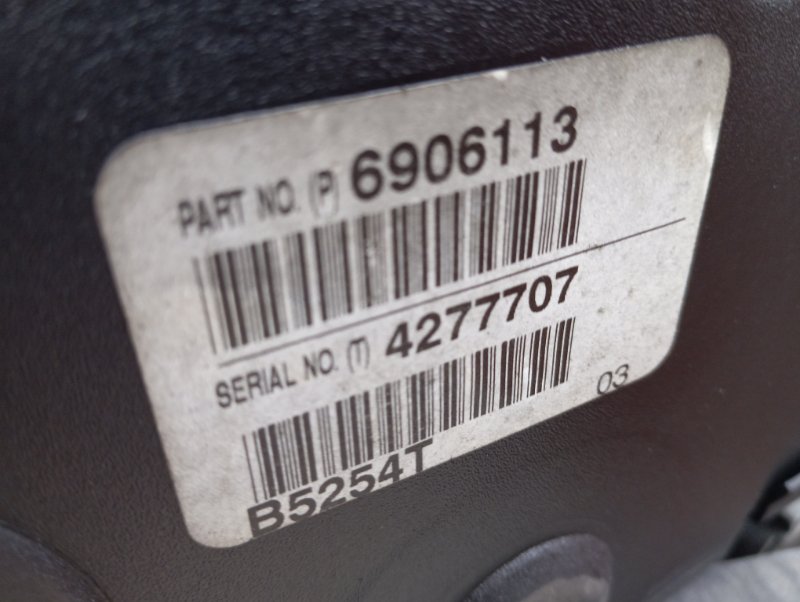 PART NO. (P) 6906113
SERIAL NO. (T) 4277707
03
B5254T